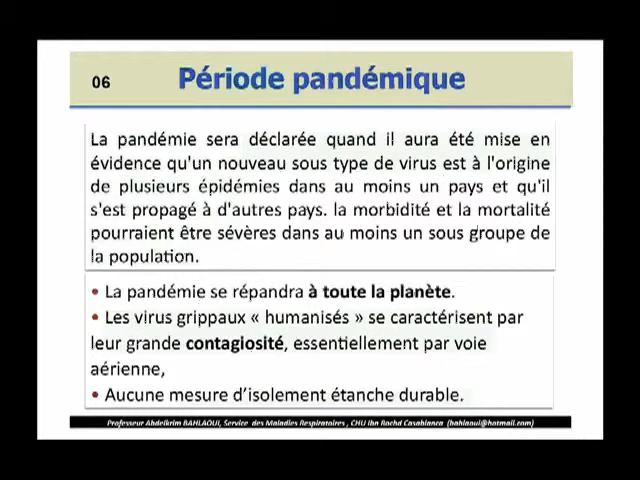 06
Période pandémique
La pandémie sera déclarée quand il aura été mise en
évidence qu'un nouveau sous type de virus est à l'origine
de plusieurs épidémies dans au moins un pays et qu'il
s'est propagé à d'autres pays. la morbidité et la mortalité
pourraient être sévères dans au moins un sous groupe de
la population.
• La pandémie se répandra à toute la planète.
• Les virus grippaux « humanisés » se caractérisent par
leur grande contagiosité, essentiellement par voie
aérienne,
• Aucune mesure d'isolement étanche durable.
Professeur Abdelkrim BAHLAOUI, Service des Maladies Respiratoires, CHU Ibn Rochd Casablanca (bahlaoui@hotmail.com)